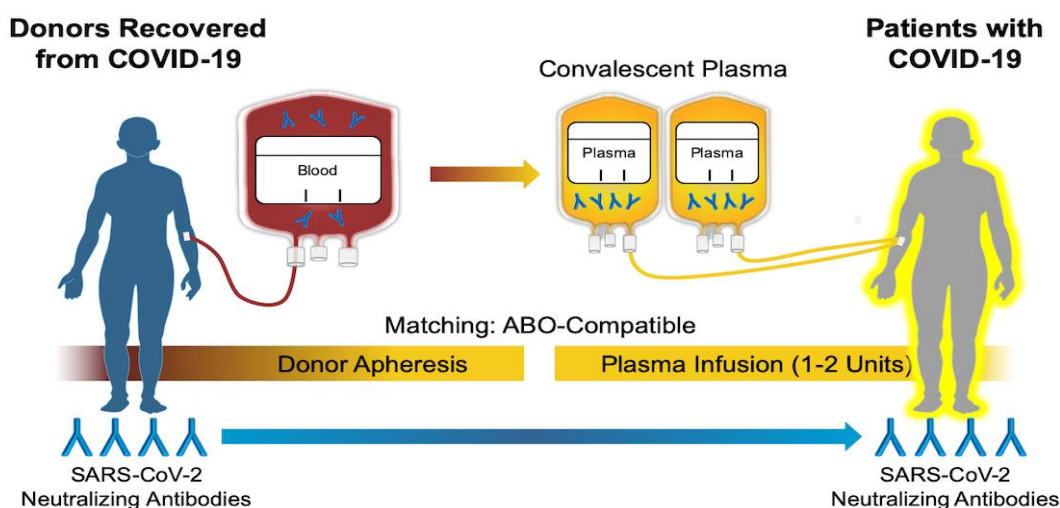 Donors Recovered
from COVID-19
Patients with
COVID-19
Convalescent Plasma
Blood
Plasma
Plasma
Matching: ABO-Compatible
Donor Apheresis
Plasma Infusion (1-2 Units)
SARS-CoV-2
Neutralizing Antibodies
SARS-CoV-2
Neutralizing Antibodies